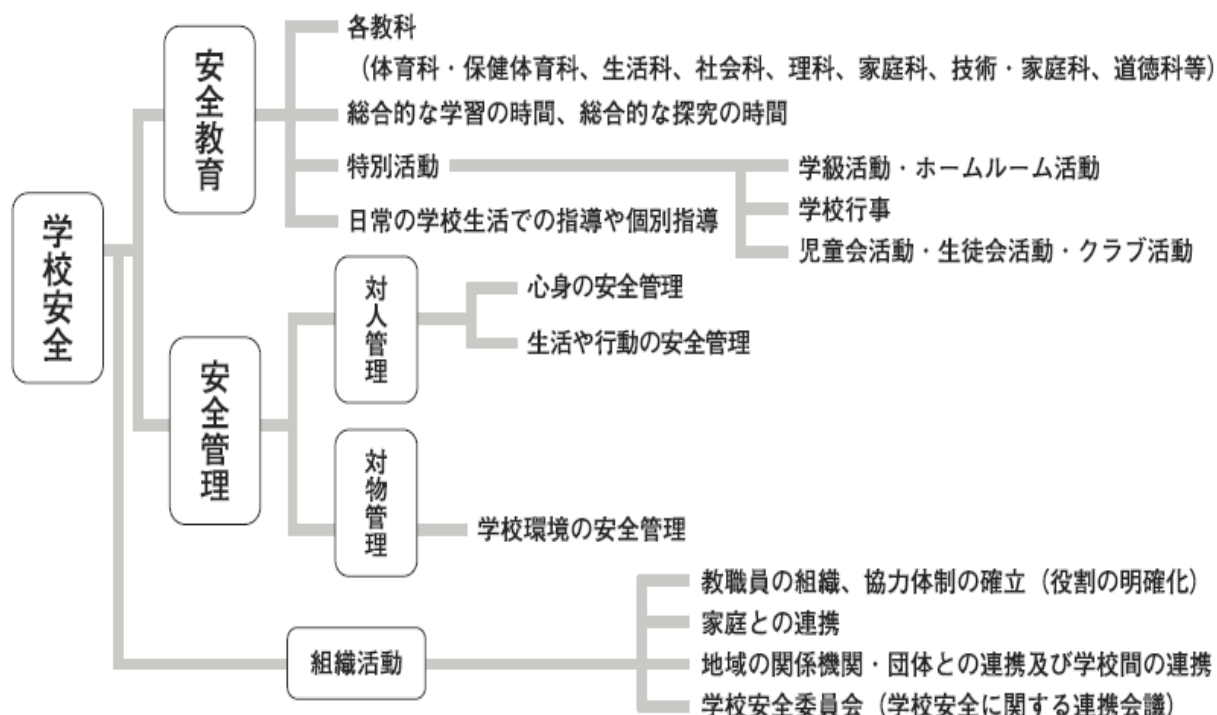 学校安全
安全教育
各教科
（体育科・保健体育科、生活科、社会科、理科、家庭科、技術・家庭科、道徳科等）
総合的な学習の時間、総合的な探究の時間
特別活動
学級活動・ホームルーム活動
学校行事
児童会活動・生徒会活動・クラブ活動
日常の学校生活での指導や個別指導
安全管理
対人管理
心身の安全管理
生活や行動の安全管理
対物管理
学校環境の安全管理
組織活動
教職員の組織、協力体制の確立（役割の明確化）
家庭との連携
地域の関係機関・団体との連携及び学校間の連携
学校安全委員会（学校安全に関する連携会議）